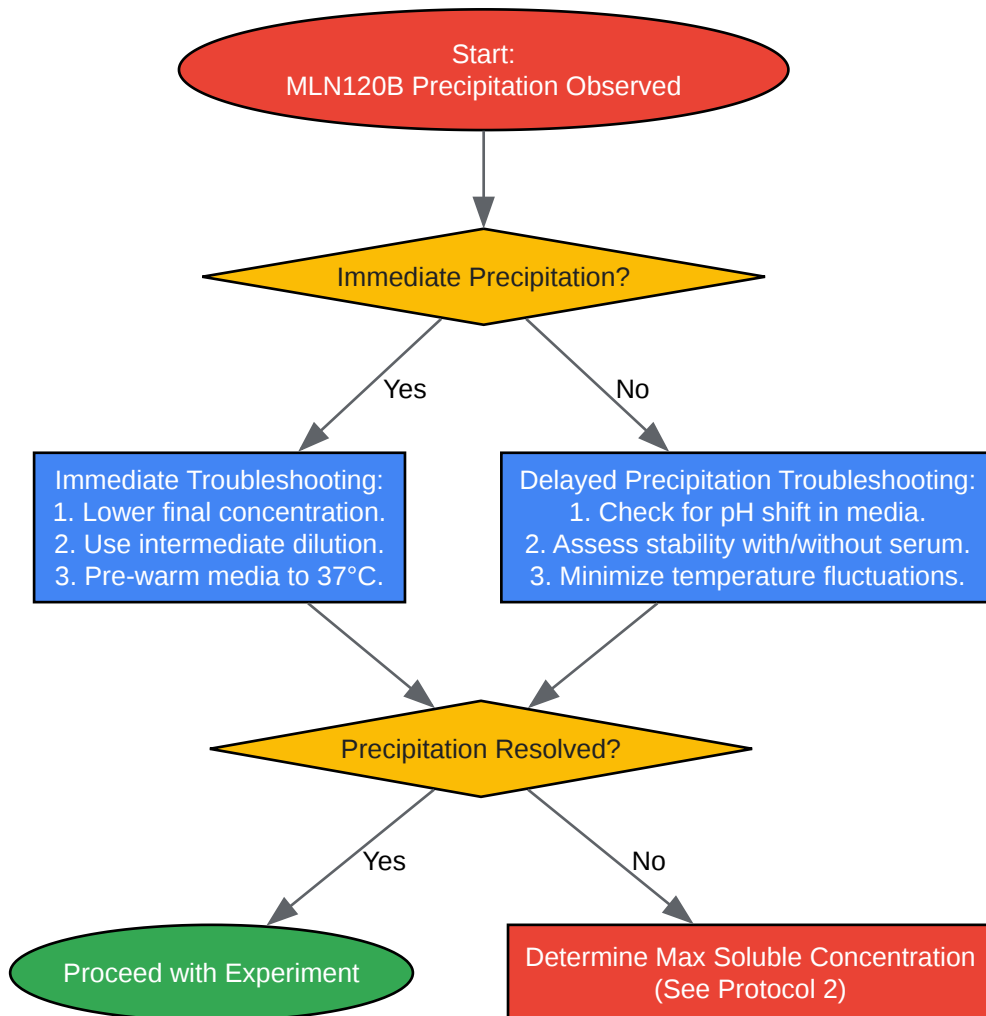 Start:
MLN120B Precipitation Observed
Immediate Precipitation?
Yes
No
Immediate Troubleshooting:
1. Lower final concentration.
2. Use intermediate dilution.
3. Pre-warm media to 37°C.
Delayed Precipitation Troubleshooting:
1. Check for pH shift in media.
2. Assess stability with/without serum.
3. Minimize temperature fluctuations.
Precipitation Resolved?
Yes
No
Proceed with Experiment
Determine Max Soluble Concentration
(See Protocol 2)